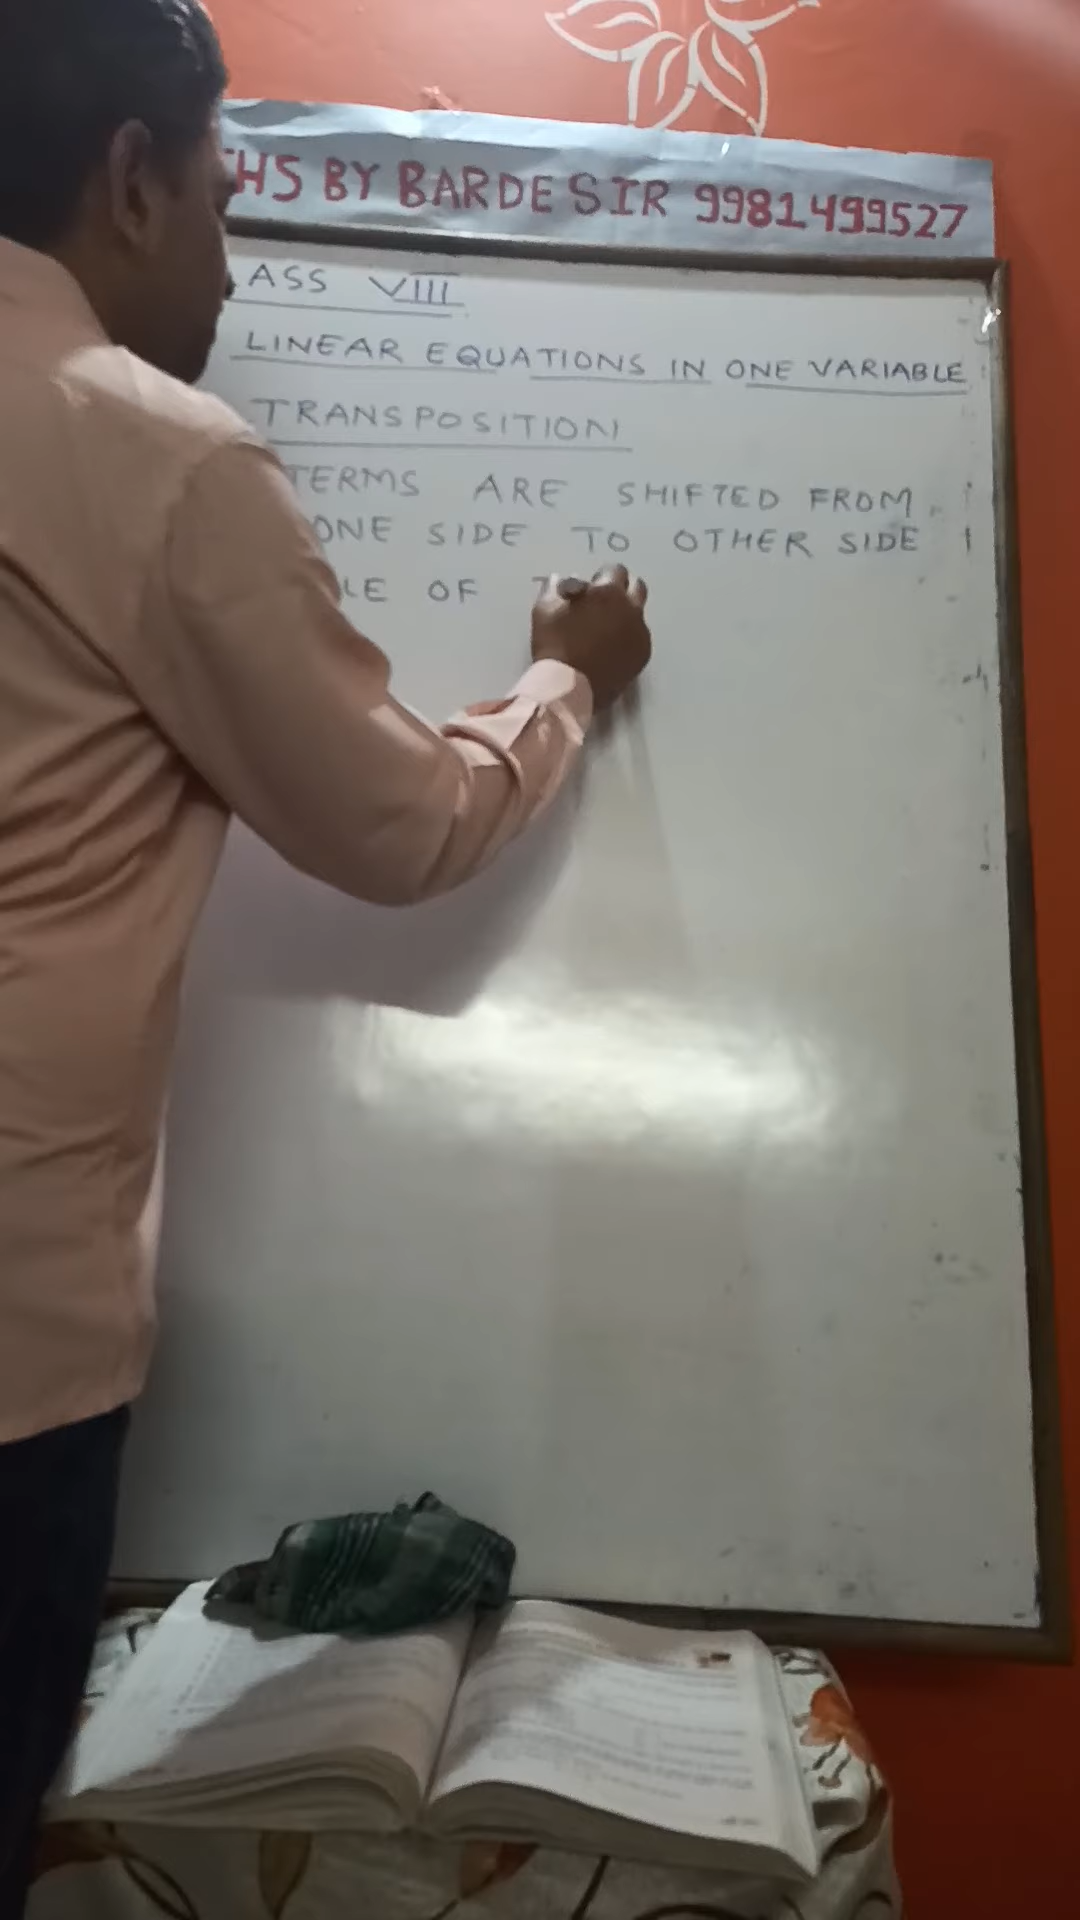 THS BY BARDE SIR 9981499527
ASS VIII
LINEAR EQUATIONS IN ONE VARIABLE
TRANSPOSITION
TERMS ARE SHIFTED FROM
ONE SIDE TO OTHER SIDE
LE OF